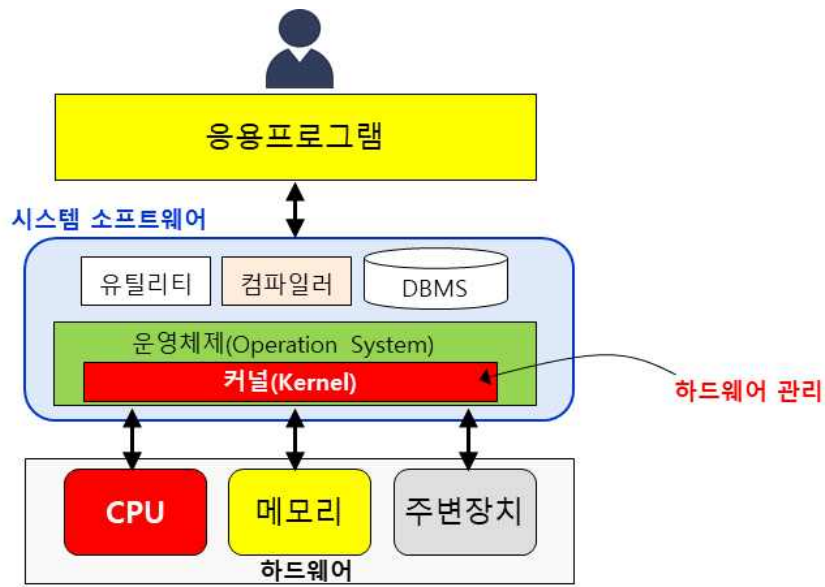 응용프로그램
시스템 소프트웨어
유틸리티
컴파일러
DBMS
운영체제(Operation System)
커널(Kernel)
하드웨어 관리
CPU
메모리
주변장치
하드웨어